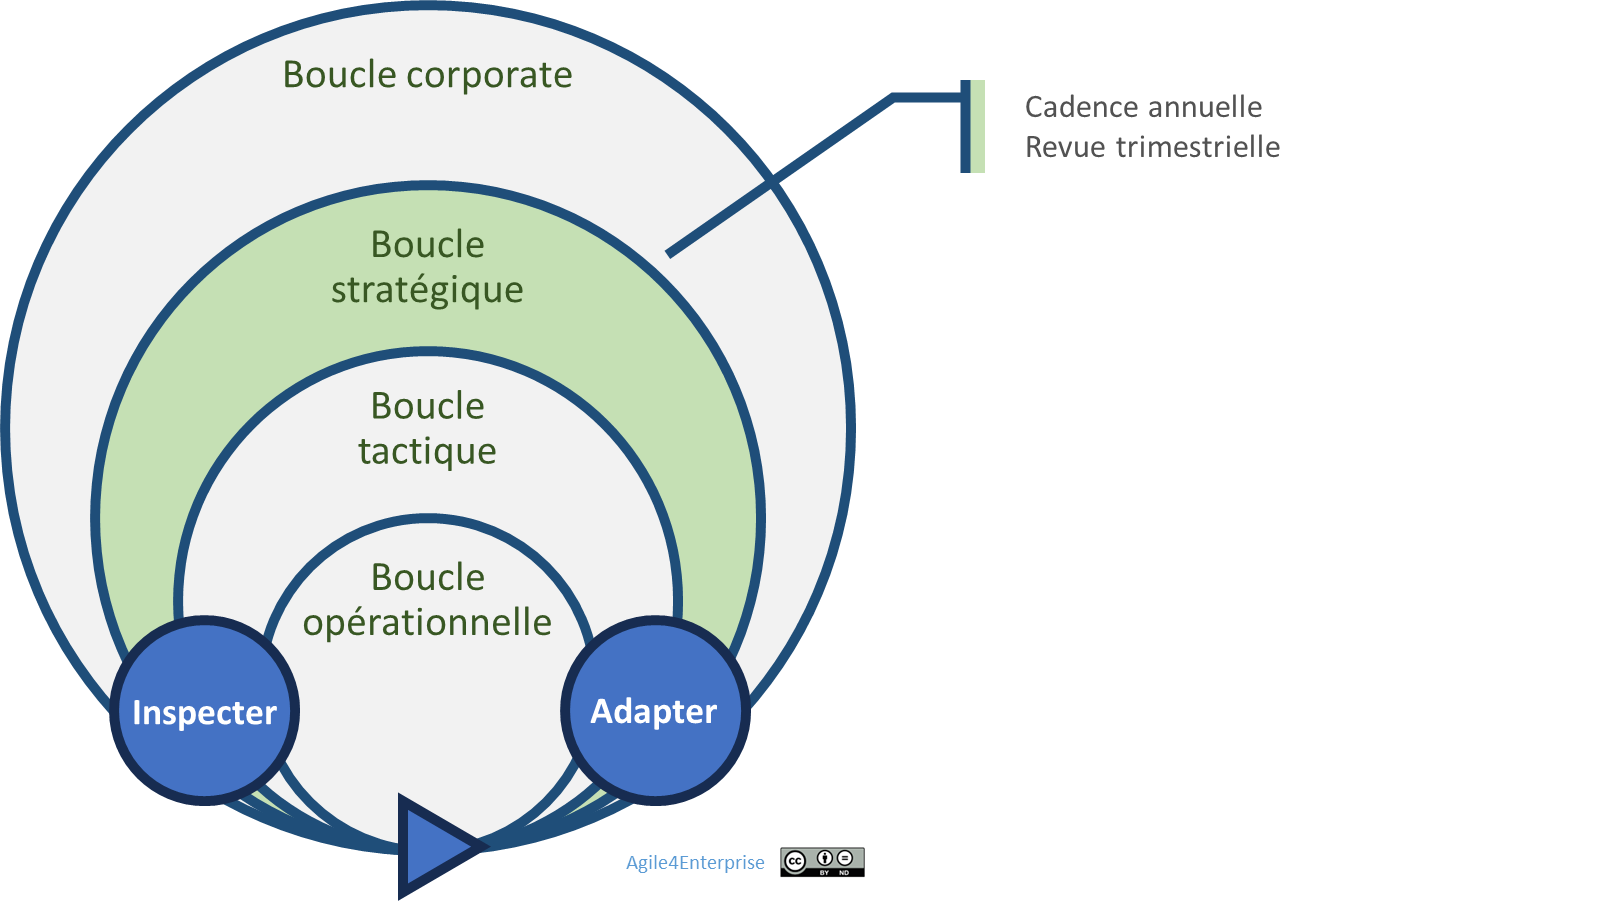 Boucle corporate
Cadence annuelle
Revue trimestrielle
Boucle
stratégique
Boucle
tactique
Boucle
opérationnelle
Inspecter
Adapter
Agile4Enterprise
cc
BY ND